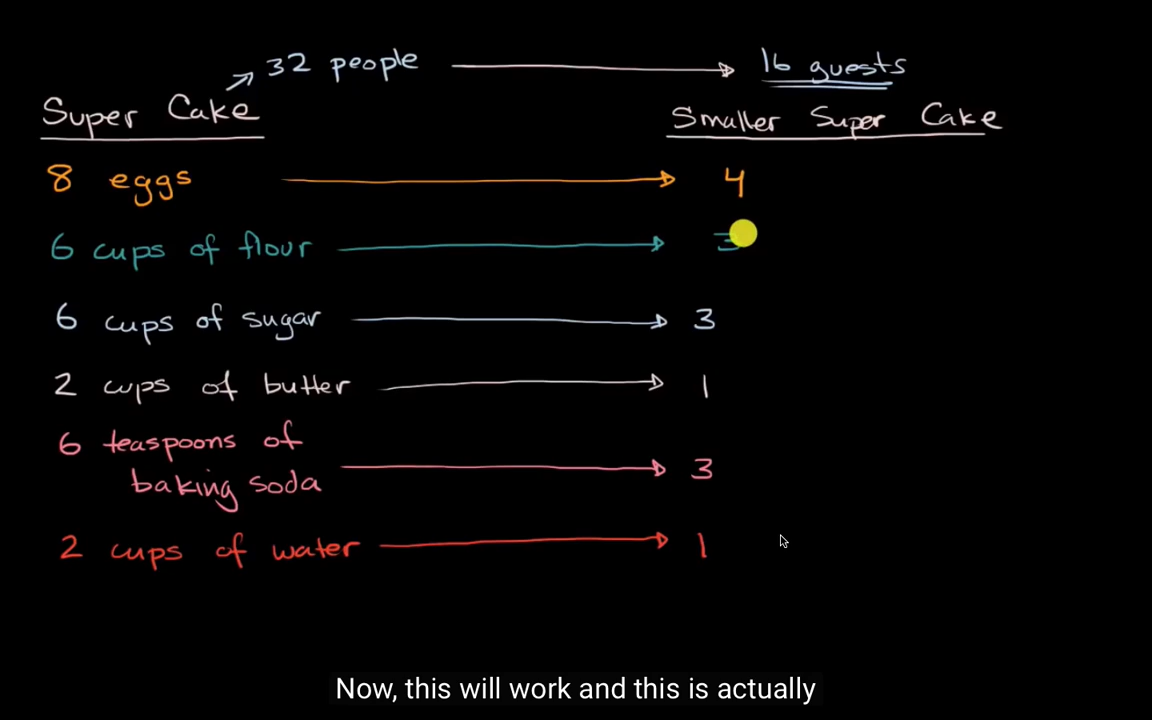 32 people
16 guests
Super Cake
Smaller Super Cake
8 eggs
4
6 cups of flour
3
6 cups of sugar
3
2 cups of butter
1
6 teaspoons of
baking soda
3
2 cups of water
1
Now, this will work and this is actually